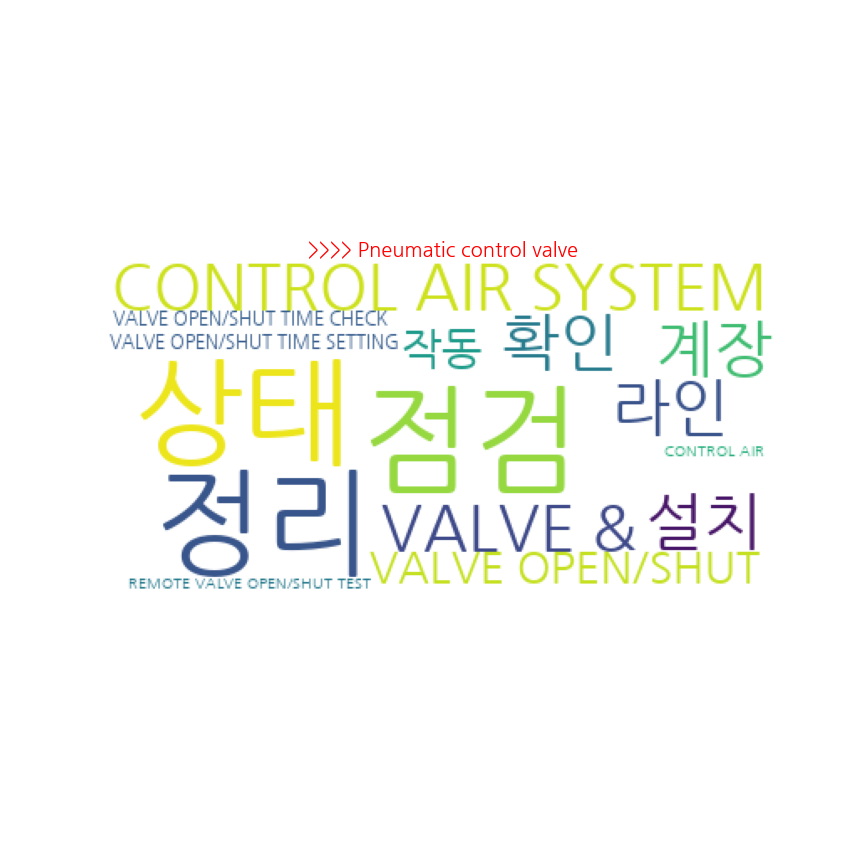 >>>> Pneumatic control valve
CONTROL AIR SYSTEM
VALVE OPEN/SHUT TIME CHECK
VALVE OPEN/SHUT TIME SETTING
작동
확인
계장
상태
점검
라인
CONTROL AIR
정리
VALVE &
설치
VALVE OPEN/SHUT
REMOTE VALVE OPEN/SHUT TEST